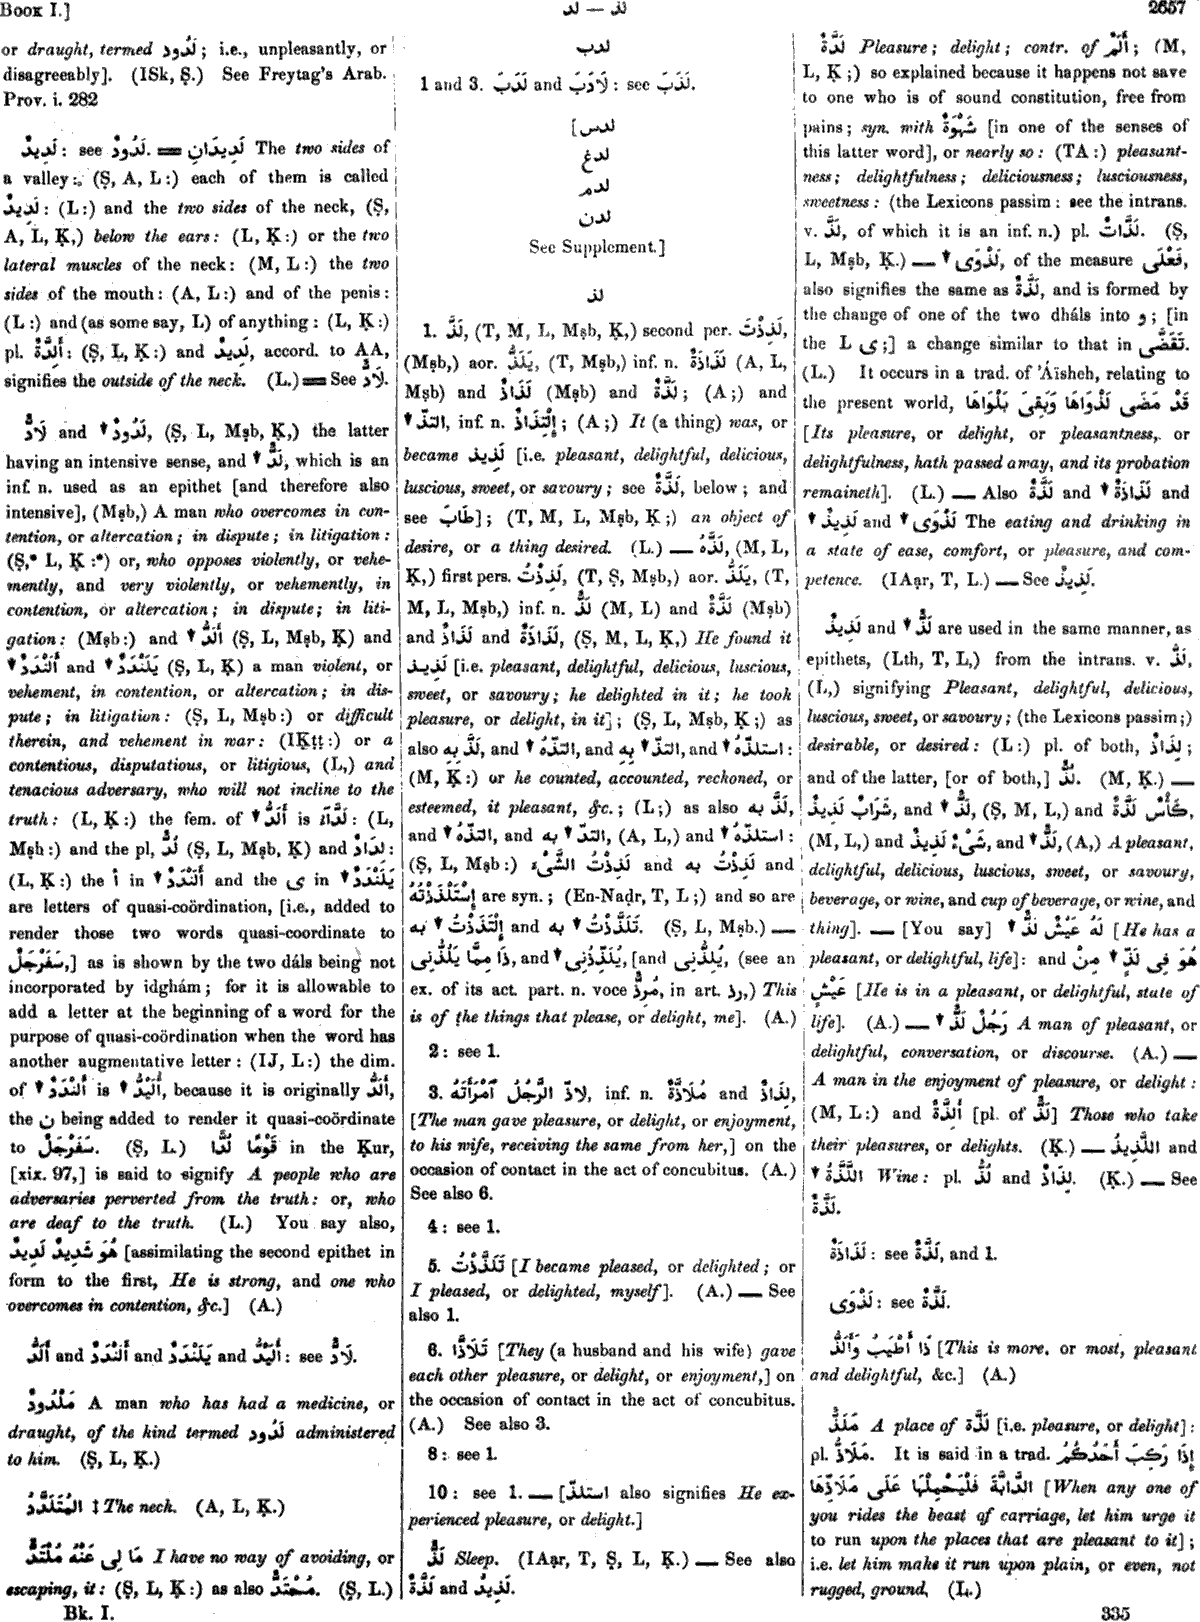 Book I.]
لذ — لد
2657
or draught, termed لَدُود; i.e., unpleasantly, or
disagreeably]. (ISk, Ṣ.) See Freytag's Arab.
Prov. i. 282
لَدِيدٌ: see لَدُودٌ. ══ لَدِيدَانِ The two sides of
a valley: (Ṣ, A, L:) each of them is called
لَدِيدٌ: (L:) and the two sides of the neck, (Ṣ,
A, L, Ḳ,) below the ears: (L, Ḳ:) or the two
lateral muscles of the neck: (M, L:) the two
sides of the mouth: (A, L:) and of the penis:
(L:) and (as some say, L) of anything: (L, Ḳ:)
pl. أَلِدَّةٌ: (Ṣ, L, Ḳ:) and لَدِيدٌ, accord. to AA,
signifies the outside of the neck. (L.) ══ See لَادٌّ.
لَادٌّ and ▼ لَدُودٌ, (Ṣ, L, Mṣb, Ḳ,) the latter
having an intensive sense, and ▼ لَدٌّ, which is an
inf. n. used as an epithet [and therefore also
intensive], (Mṣb,) A man who overcomes in con-
tention, or altercation; in dispute; in litigation:
(Ṣ,* L, Ḳ:*) or, who opposes violently, or vehe-
mently, and very violently, or vehemently, in
contention, or altercation; in dispute; in liti-
gation: (Mṣb:) and ▼ أَلَدُّ (Ṣ, L, Mṣb, Ḳ) and
▼ أَلَنْدَدٌ and ▼ يَلَنْدَدٌ (Ṣ, L, Ḳ) a man violent, or
vehement, in contention, or altercation; in dis-
pute; in litigation: (Ṣ, L, Mṣb:) or difficult
therein, and vehement in war: (IḲṭṭ:) or a
contentious, disputatious, or litigious, (L,) and
tenacious adversary, who will not incline to the
truth: (L, Ḳ:) the fem. of ▼ أَلَدُّ is لَدَّآءُ: (L,
Mṣb:) and the pl, لُدٌّ (Ṣ, L, Mṣb, Ḳ) and لِدَادٌ:
(L, Ḳ:) the أ in ▼ أَلَنْدَدٌ and the ى in ▼ يَلَنْدَدٌ
are letters of quasi-coördination, [i.e., added to
render those two words quasi-coordinate to
سَفَرْجَلٌ,] as is shown by the two dáls being not
incorporated by idghám; for it is allowable to
add a letter at the beginning of a word for the
purpose of quasi-coördination when the word has
another augmentative letter: (IJ, L:) the dim.
of ▼ أَلَنْدَدٌ is ▼ أُلَيْدُّ, because it is originally أَلَدُّ,
the ن being added to render it quasi-coördinate
to سَفَرْجَلٌ. (Ṣ, L.) قَوْمًا لُدًّا in the Ḳur,
[xix. 97,] is said to signify A people who are
adversaries perverted from the truth: or, who
are deaf to the truth. (L.) You say also,
هُوَ شَدِيدٌ لَدِيدٌ [assimilating the second epithet in
form to the first, He is strong, and one who
overcomes in contention, &c.] (A.)
أَلَدُّ and أَلَنْدَدٌ and يَلَنْدَدٌ and أُلَيْدُّ: see لَادٌّ.
مَلْدُودٌ A man who has had a medicine, or
draught, of the kind termed لَدُود administered
to him. (Ṣ, L, Ḳ.)
المُتَلَدَّدُ ‡ The neck. (A, L, Ḳ.)
مَا لِى عَنْهُ مُلْتَدٌّ I have no way of avoiding, or
escaping, it: (Ṣ, L, Ḳ:) as also مُحْتَدٌّ. (Ṣ, L.)
Bk. I.
لدب
1 and 3. لَدَبَ and لَادَبَ: see لَذَبَ.
[لدس
لدغ
لدم
لدن
See Supplement.]
لذ
1. لَذَّ, (T, M, L, Mṣb, Ḳ,) second per. لَذِذْتَ,
(Mṣb,) aor. يَلَذُّ, (T, Mṣb,) inf. n. لَذَاذَةٌ (A, L,
Mṣb) and لَذَاذٌ (Mṣb) and لَذَّةٌ; (A;) and
▼ التذّ, inf. n. إِلْتِذَاذٌ; (A;) It (a thing) was, or
became لَذِيذ [i.e. pleasant, delightful, delicious,
luscious, sweet, or savoury; see لَذَّةٌ, below; and
see طَابَ]; (T, M, L, Mṣb, Ḳ;) an object of
desire, or a thing desired. (L.) — لَذَّهُ, (M, L,
Ḳ,) first pers. لَذِذْتُ, (T, Ṣ, Mṣb,) aor. يَلَذُّ, (T,
M, L, Mṣb,) inf. n. لَذٌّ (M, L) and لَذَّةٌ (Mṣb)
and لَذَاذٌ and لَذَاذَةٌ, (Ṣ, M, L, Ḳ,) He found it
لَذِيذ [i.e. pleasant, delightful, delicious, luscious,
sweet, or savoury; he delighted in it; he took
pleasure, or delight, in it]; (Ṣ, L, Mṣb, Ḳ;) as
also لَذَّ بِهِ, and ▼ التذّهُ, and ▼ التذّ بِهِ, and ▼ استلذّهُ:
(M, Ḳ:) or he counted, accounted, reckoned, or
esteemed, it pleasant, &c.; (L;) as also لَذَّ به,
and ▼ التذّهُ, and ▼ التذّ به, (A, L,) and ▼ استلذّهُ:
(Ṣ, L, Mṣb:) لَذِذْتُ الشَّىْءَ and لَذِذْتُ به and
إِسْتَلْذَذْتُهُ are syn.; (En-Naḍr, T, L;) and so are
▼ إِلْتَذَذْتُ بَه and ▼ تَلَذَّذْتُ به. (Ṣ, L, Mṣb.) —
ذَا مِمَّا يَلُذُّنِى, and ▼ يُلَذِّذُنِى, [and يُلِذُّنِى, (see an
ex. of its act. part. n. voce مُرِذٌّ, in art. رذ,) This
is of the things that please, or delight, me]. (A.)
2: see 1.
3. لاذّ الرَّجُلُ ٱمْرَأَتَهُ, inf. n. مُلَاذَّةٌ and لِذَاذٌ,
[The man gave pleasure, or delight, or enjoyment,
to his wife, receiving the same from her,] on the
occasion of contact in the act of concubitus. (A.)
See also 6.
4: see 1.
5. تَلَذَّذْتُ [I became pleased, or delighted; or
I pleased, or delighted, myself]. (A.) — See
also 1.
6. تَلَاذَّا [They (a husband and his wife) gave
each other pleasure, or delight, or enjoyment,] on
the occasion of contact in the act of concubitus.
(A.) See also 3.
8: see 1.
10: see 1. — [استلذّ also signifies He ex-
perienced pleasure, or delight.]
لَذٌّ Sleep. (IAạr, T, Ṣ, L, Ḳ.) — See also
لَذَّةٌ and لَذِيذٌ.
لَذَّةٌ Pleasure; delight; contr. of أَلَمٌ; (M,
L, Ḳ;) so explained because it happens not save
to one who is of sound constitution, free from
pains; syn. with شَهْوَةٌ [in one of the senses of
this latter word], or nearly so: (TA:) pleasant-
ness; delightfulness; deliciousness; lusciousness,
sweetness: (the Lexicons passim: see the intrans.
v. لَذَّ, of which it is an inf. n.) pl. لَذَّاتٌ. (Ṣ,
L, Mṣb, Ḳ.) — ▼ لَذْوَى, of the measure فَعْلَى,
also signifies the same as لَذَّةٌ, and is formed by
the change of one of the two dháls into و; [in
the L ى;] a change similar to that in تَقَضَّى.
(L.) It occurs in a trad. of 'Áïsheh, relating to
the present world, قَدْ مَضَى لَذْوَاهَا وَبَقِىَ بَلْوَاهَا
[Its pleasure, or delight, or pleasantness, or
delightfulness, hath passed away, and its probation
remaineth]. (L.) — Also لَذَّةٌ and ▼ لَذَاذَةٌ and
▼ لَذِيذٌ and ▼ لَذْوَى The eating and drinking in
a state of ease, comfort, or pleasure, and com-
petence. (IAạr, T, L.) — See لَذِيذٌ.
لَذِيذٌ and ▼ لَذٌّ are used in the same manner, as
epithets, (Lth, T, L,) from the intrans. v. لَذَّ,
(L,) signifying Pleasant, delightful, delicious,
luscious, sweet, or savoury; (the Lexicons passim;)
desirable, or desired: (L:) pl. of both, لِذَاذٌ;
and of the latter, [or of both,] لُذٌّ. (M, Ḳ.) —
شَرَابٌ لَذِيذٌ, and ▼ لَذٌّ, (Ṣ, M, L,) and كَأْسٌ لَذَّةٌ,
(M, L,) and شَىْءٌ لَذِيذٌ, and ▼ لَذٌّ, (A,) A pleasant,
delightful, delicious, luscious, sweet, or savoury,
beverage, or wine, and cup of beverage, or wine, and
thing]. — [You say] لَهُ عَيْشٌ لَذٌّ ▼ [He has a
pleasant, or delightful, life]: and هُوَ فِى لَذٍّ ▼ مِنْ
عَيْشٍ [He is in a pleasant, or delightful, state of
life]. (A.) — رَجُلٌ لَذٌّ ▼ A man of pleasant, or
delightful, conversation, or discourse. (A.) —
A man in the enjoyment of pleasure, or delight:
(M, L:) and أَلِذَّةٌ [pl. of لَذٌّ] Those who take
their pleasures, or delights. (Ḳ.) — اللَّذِيذُ and
▼ اللَّذَّةُ Wine: pl. لُذٌّ and لِذَاذٌ. (Ḳ.) — See
لَذَّةٌ.
لَذَاذَةٌ: see لَذَّةٌ, and 1.
لَذْوَى: see لَذَّةٌ.
ذَا أَطْيَبُ وَأَلَذُّ [This is more, or most, pleasant
and delightful, &c.] (A.)
مَلَذٌّ A place of لَذَّة [i.e. pleasure, or delight]:
pl. مَلَاذُّ. It is said in a trad. إِذَا رَكِبَ أَحَدُكُمُ
الدَّابَّةَ فَلْيَحْمِلْهَا عَلَى مَلَاذِّهَا [When any one of
you rides the beast of carriage, let him urge it
to run upon the places that are pleasant to it];
i.e. let him make it run upon plain, or even, not
rugged, ground. (L.)
335